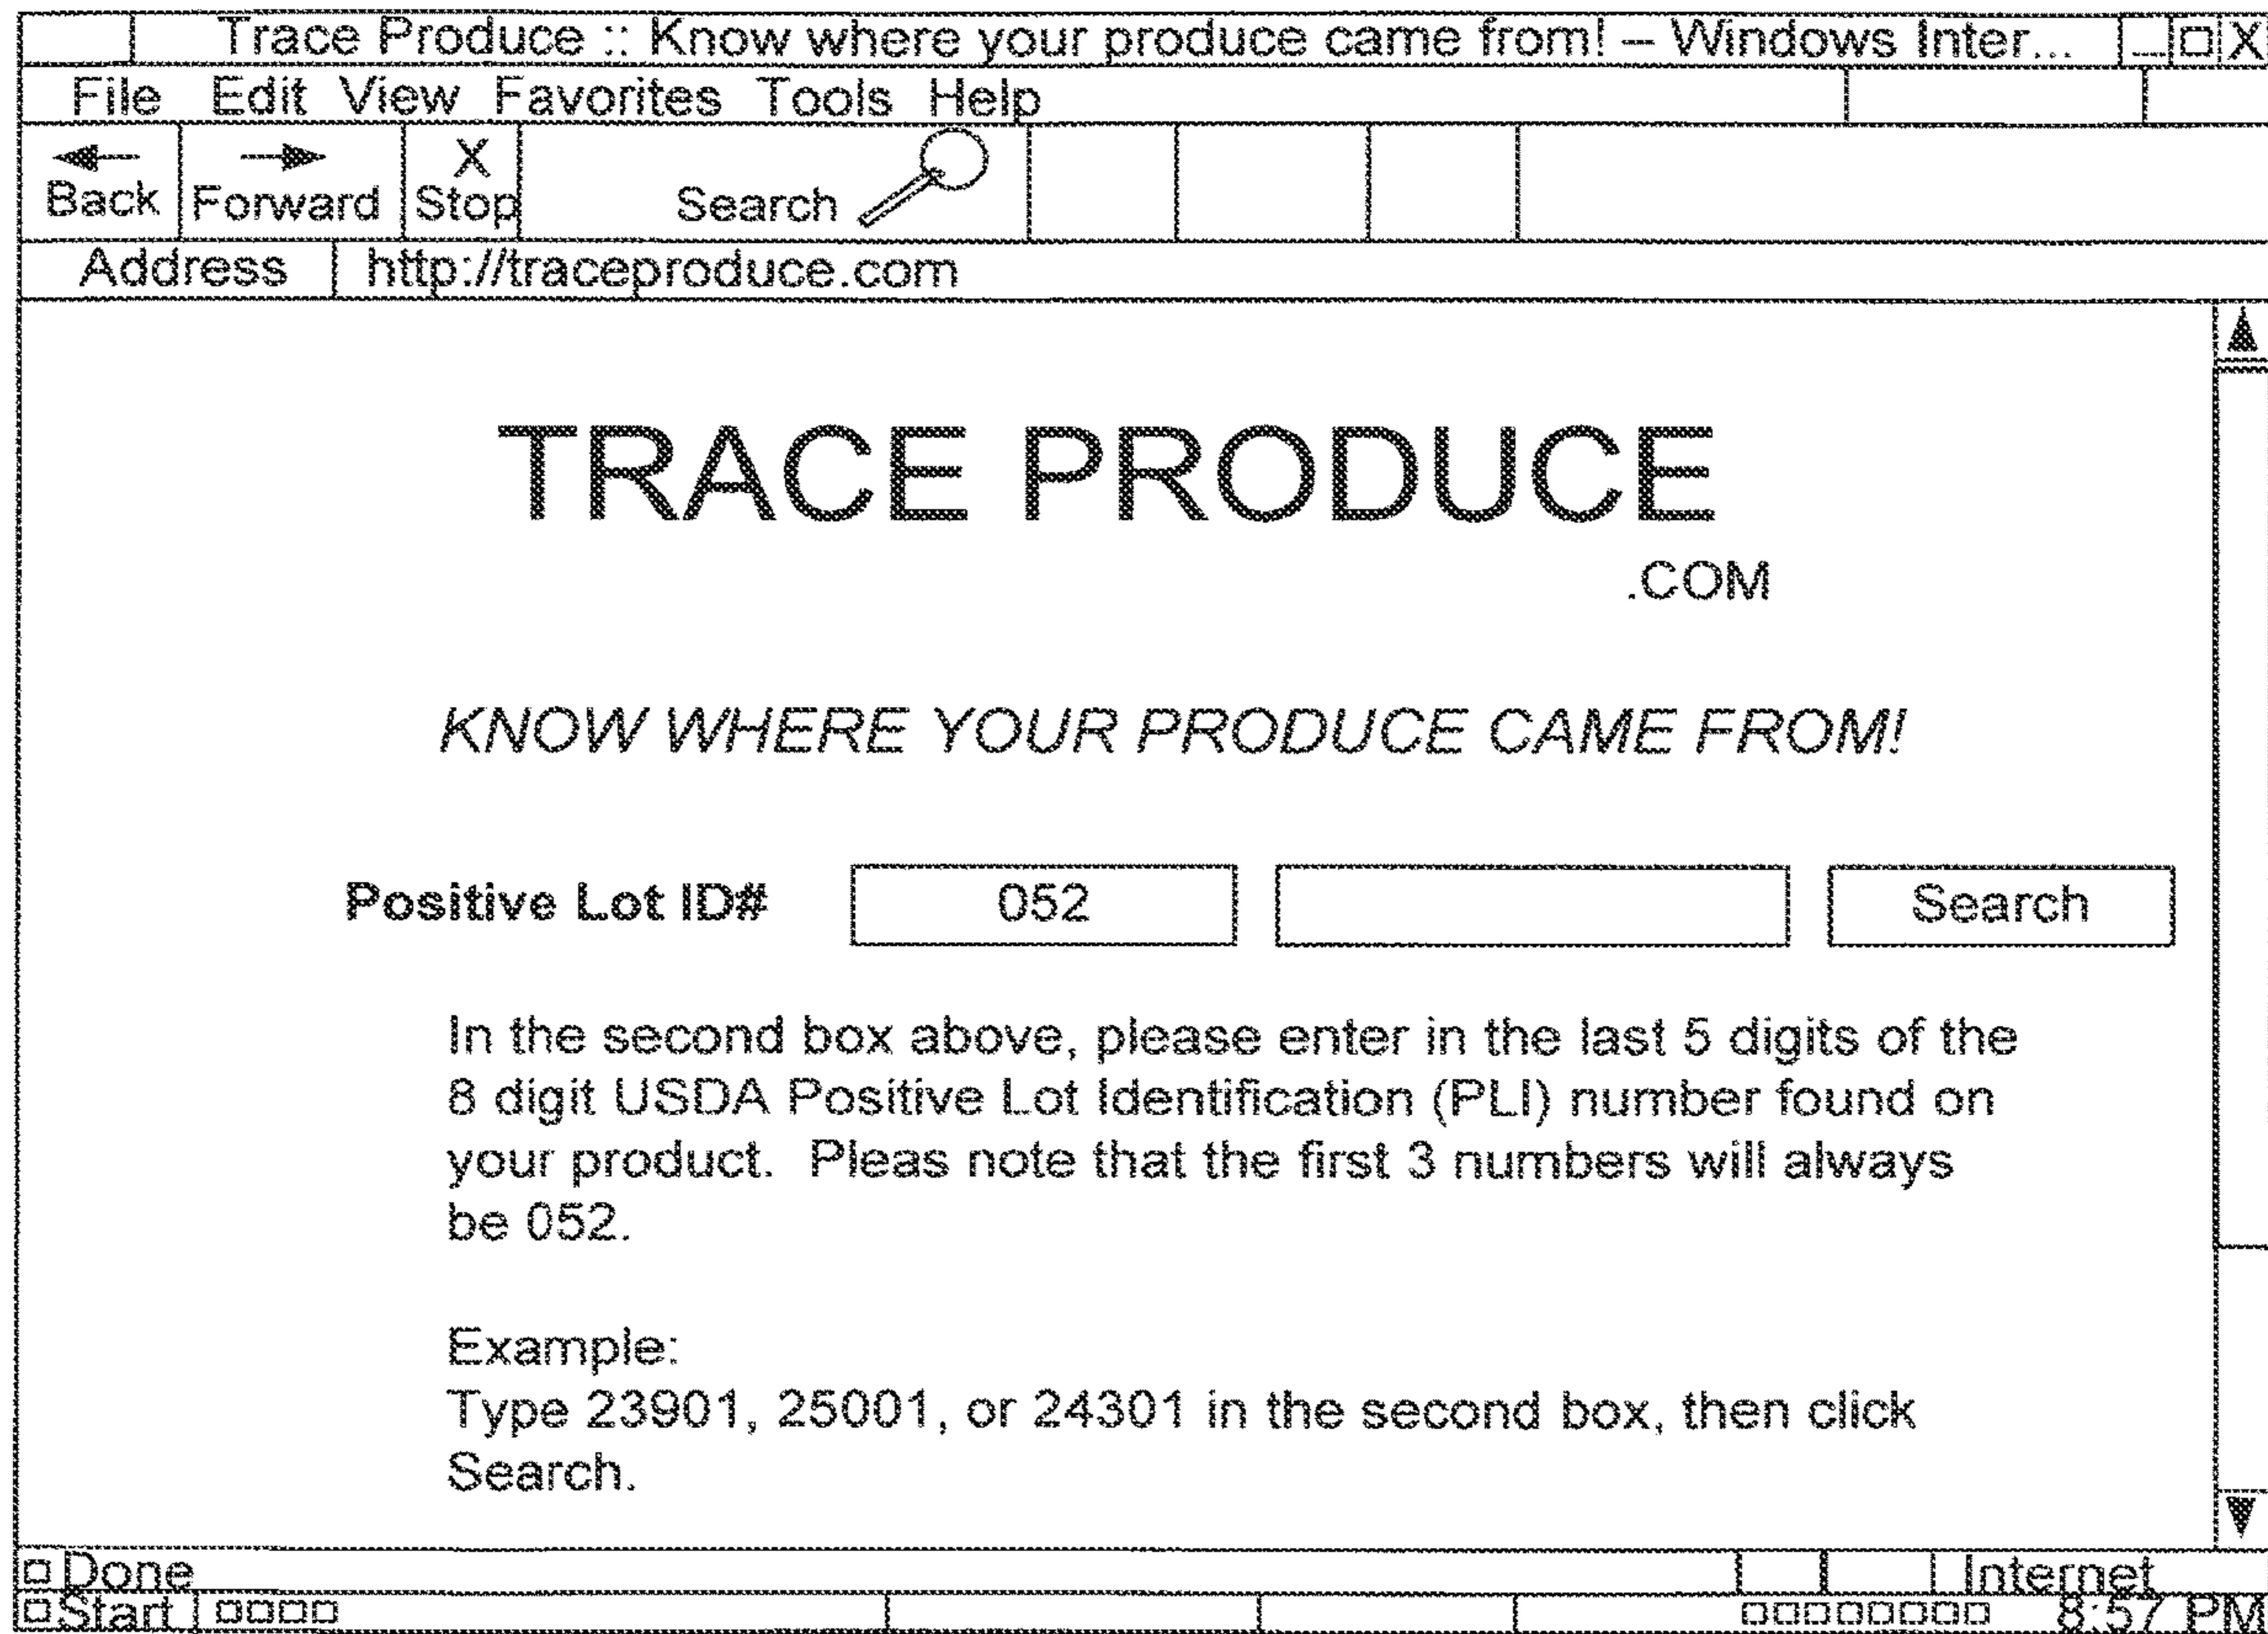 Trace Produce :: Know where your produce came from! – Windows Inter...
File Edit View Favorites Tools Help
X
Back Forward Stop Search
Address http://traceproduce.com
TRACE PRODUCE
.COM
KNOW WHERE YOUR PRODUCE CAME FROM!
Positive Lot ID# 052 Search
In the second box above, please enter in the last 5 digits of the
8 digit USDA Positive Lot Identification (PLI) number found on
your product. Pleas note that the first 3 numbers will always
be 052.
Example:
Type 23901, 25001, or 24301 in the second box, then click
Search.
Done Internet
Start 8:57 PM